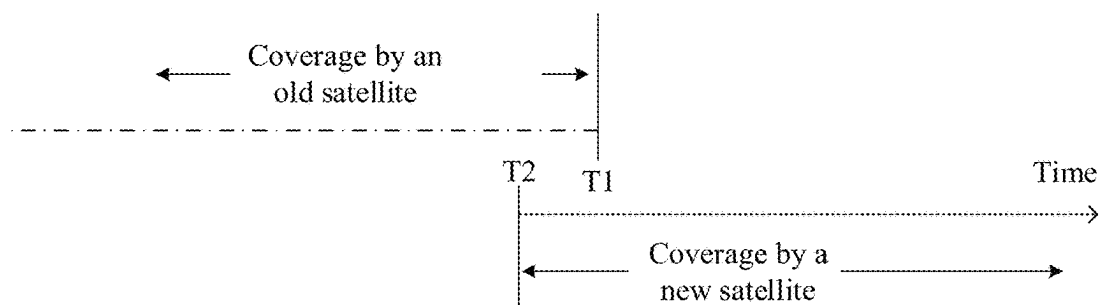 Coverage by an
old satellite
T2
T1
Time
Coverage by a
new satellite